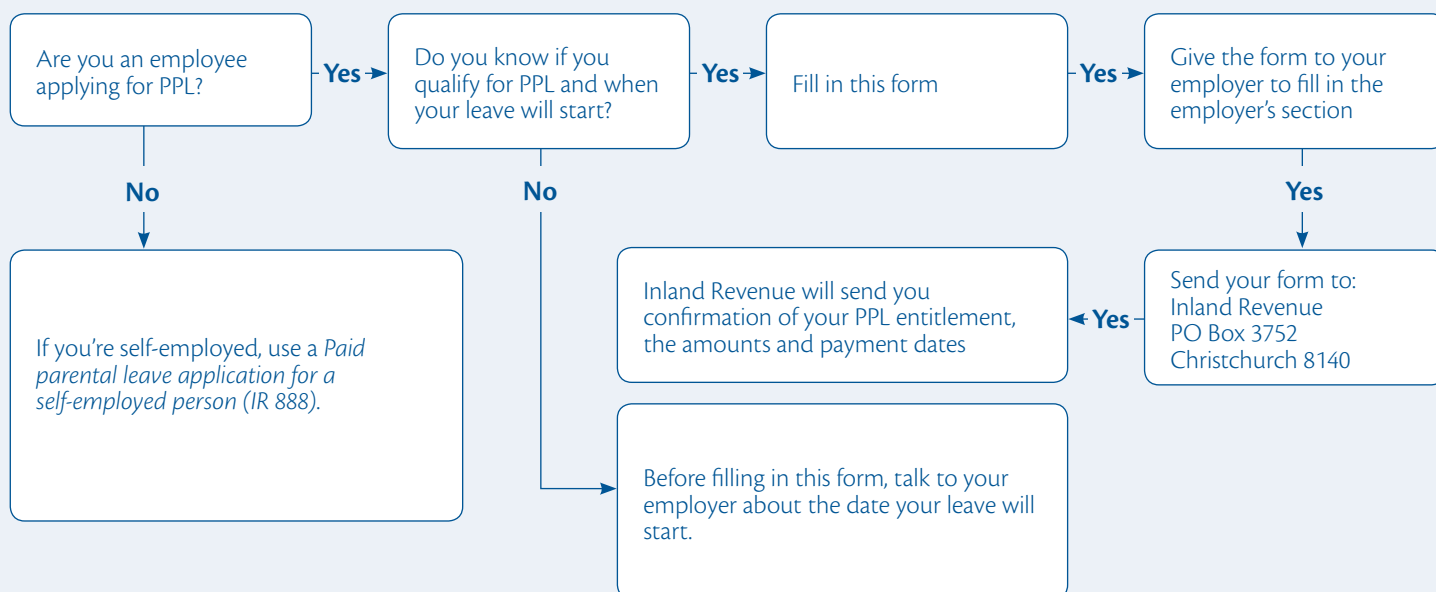 Are you an employee
applying for PPL?
Yes
Do you know if you
qualify for PPL and when
your leave will start?
Yes
Fill in this form
Yes
Give the form to your
employer to fill in the
employer's section
No
No
Yes
If you're self-employed, use a Paid
parental leave application for a
self-employed person (IR 888).
Inland Revenue will send you
confirmation of your PPL entitlement,
the amounts and payment dates
Yes
Send your form to:
Inland Revenue
PO Box 3752
Christchurch 8140
Before filling in this form, talk to your
employer about the date your leave will
start.